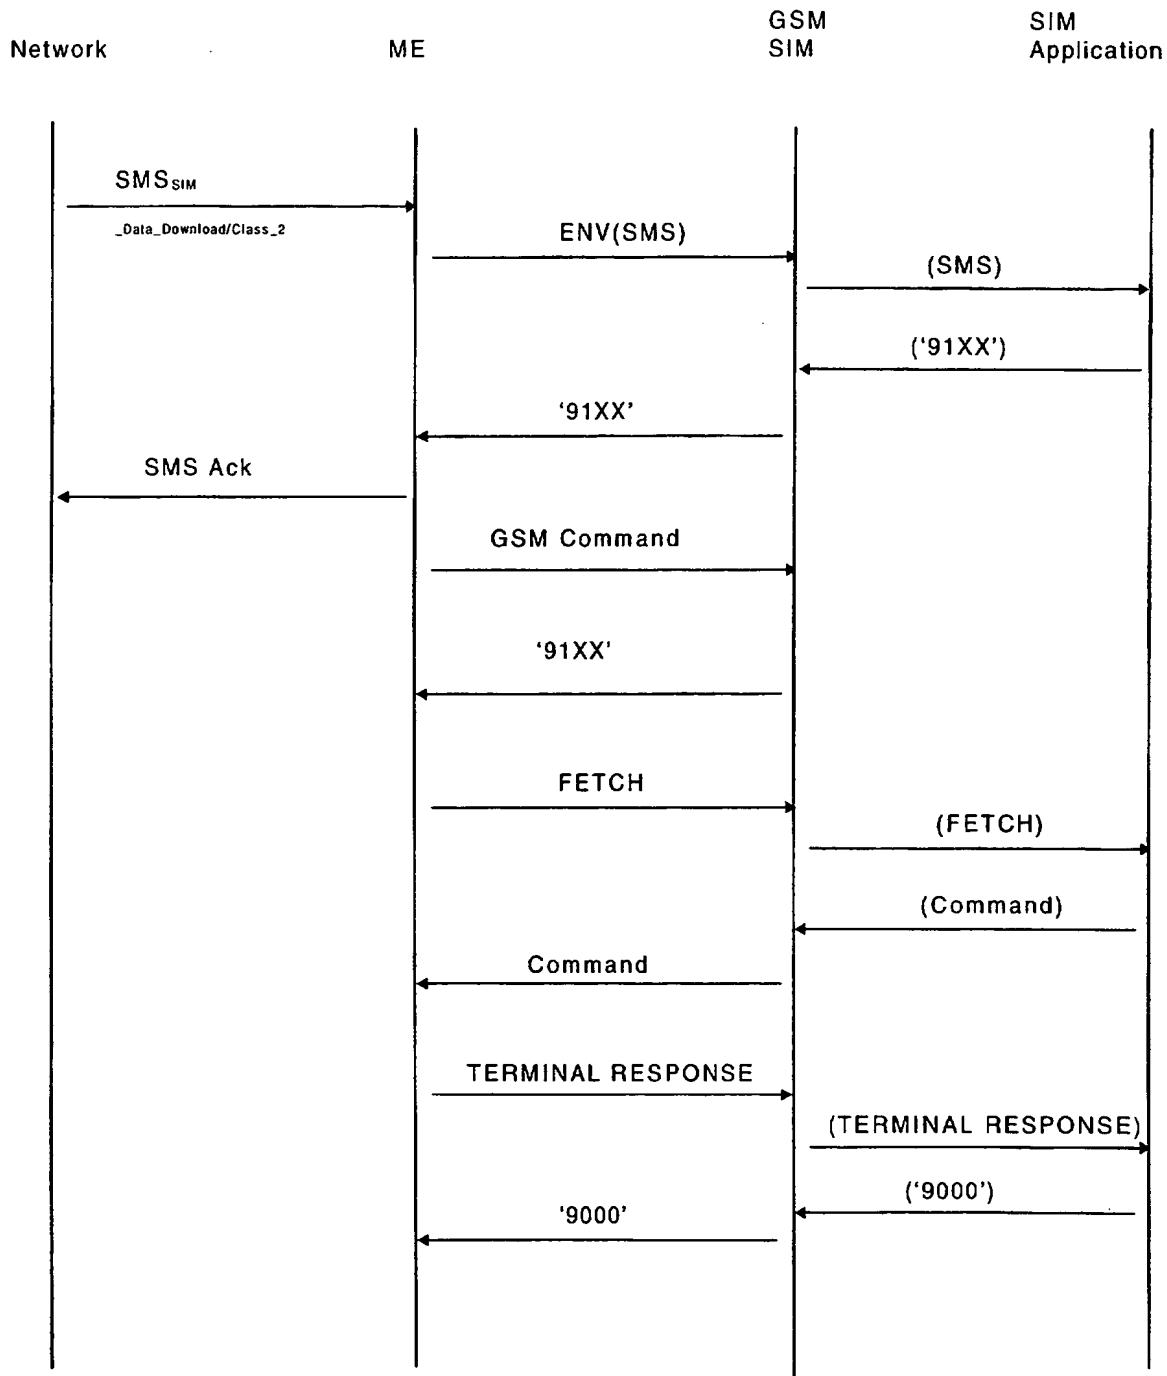 GSM
SIM
Network
ME
SIM
Application
SMSSIM
_Data_Download/Class_2
ENV(SMS)
(SMS)
('91XX')
'91XX'
SMS Ack
GSM Command
'91XX'
FETCH
(FETCH)
(Command)
Command
TERMINAL RESPONSE
(TERMINAL RESPONSE)
('9000')
'9000'